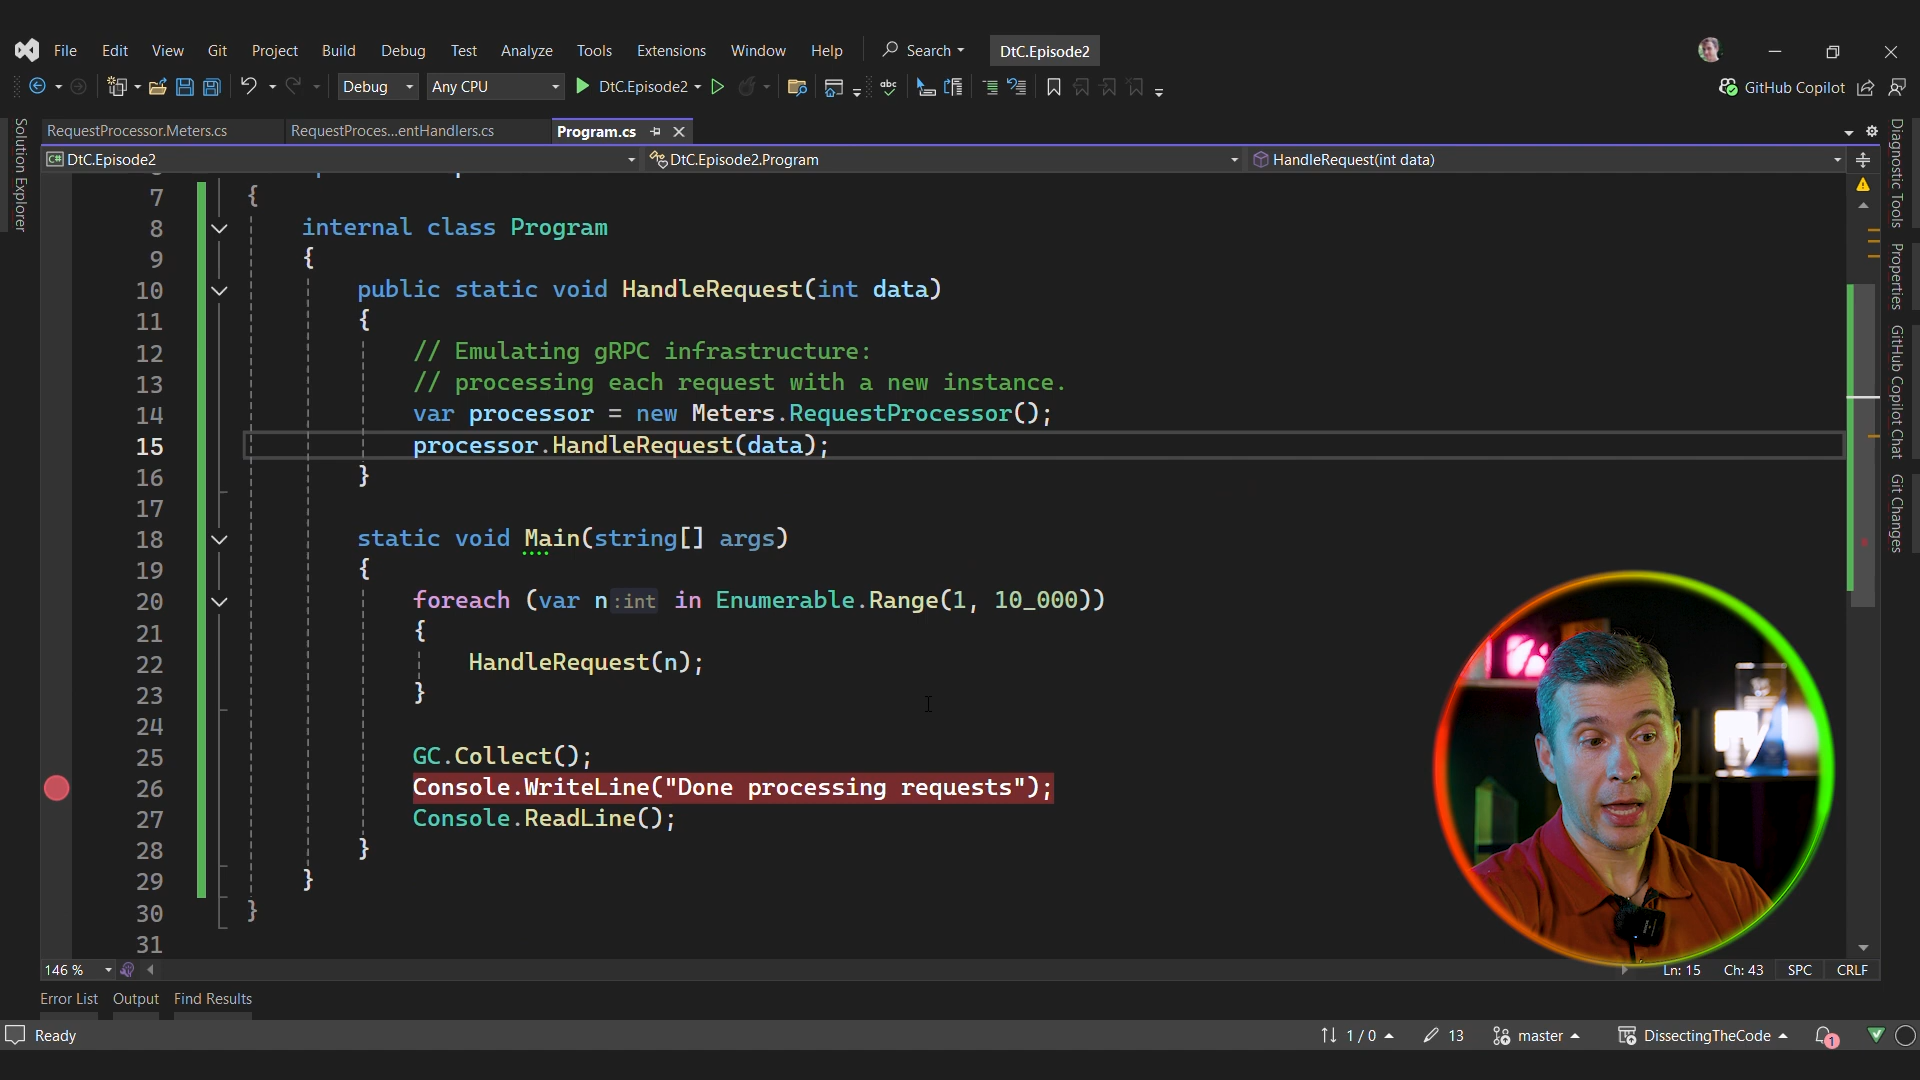 File Edit View Git Project Build Debug Test Analyze Tools Extensions Window Help Search DtC.Episode2
Debug Any CPU DtC.Episode2 GitHub Copilot
RequestProcessor.Meters.cs RequestProces...entHandlers.cs Program.cs
C# DtC.Episode2 DtC.Episode2.Program HandleRequest(int data)
Solution Explorer
Diagnostic Tools
Properties
GitHub Copilot Chat
Git Changes
7 {
8 internal class Program
9 {
10 public static void HandleRequest(int data)
11 {
12 // Emulating gRPC infrastructure:
13 // processing each request with a new instance.
14 var processor = new Meters.RequestProcessor();
15 processor.HandleRequest(data);
16 }
17
18 static void Main(string[] args)
19 {
20 foreach (var n:int in Enumerable.Range(1, 10_000))
21 {
22 HandleRequest(n);
23 }
24
25 GC.Collect();
26 Console.WriteLine("Done processing requests");
27 Console.ReadLine();
28 }
29 }
30 }
31
146 % Ln: 15 Ch: 43 SPC CRLF
Error List Output Find Results
Ready 1 / 0 13 master DissectingTheCode 1